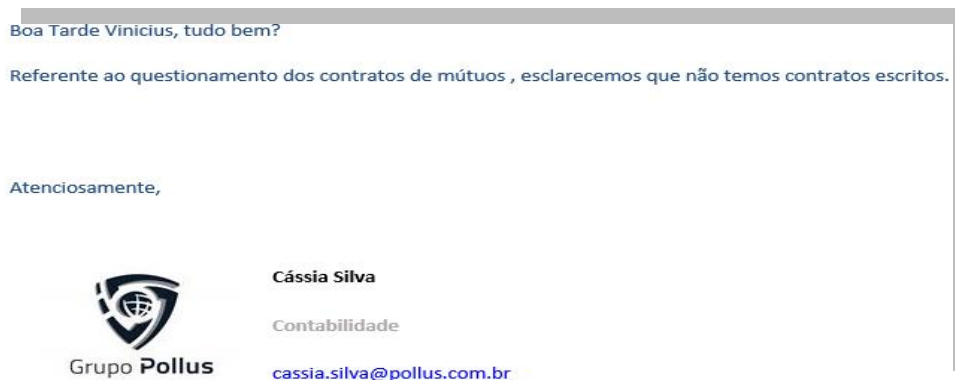 Boa Tarde Vinicius, tudo bem?
Referente ao questionamento dos contratos de mútuos , esclarecemos que não temos contratos escritos.
Atenciosamente,
Cássia Silva
Contabilidade
Grupo Pollus
cassia.silva@pollus.com.br